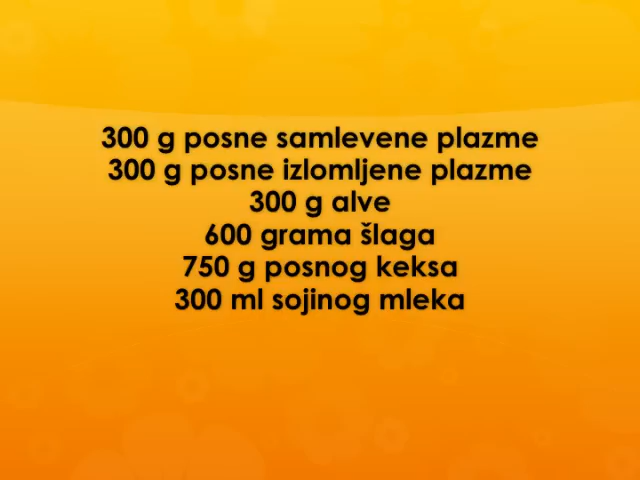 300 g posne samlevene plazme
300 g posne izlomljene plazme
300 g alve
600 grama šlaga
750 g posnog keksa
300 ml sojinog mleka